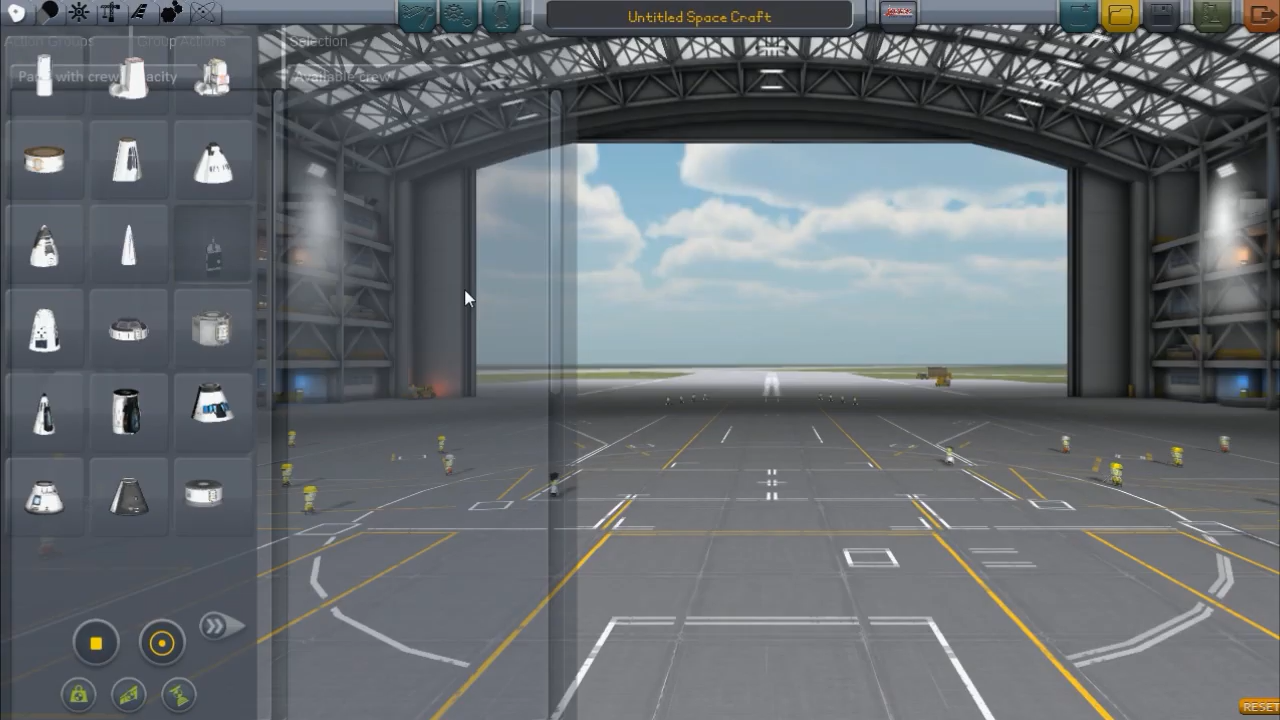 Untitled Space Craft
Action Groups
Group Actions
Selection
Pods with crew capacity
Available crew
RESET